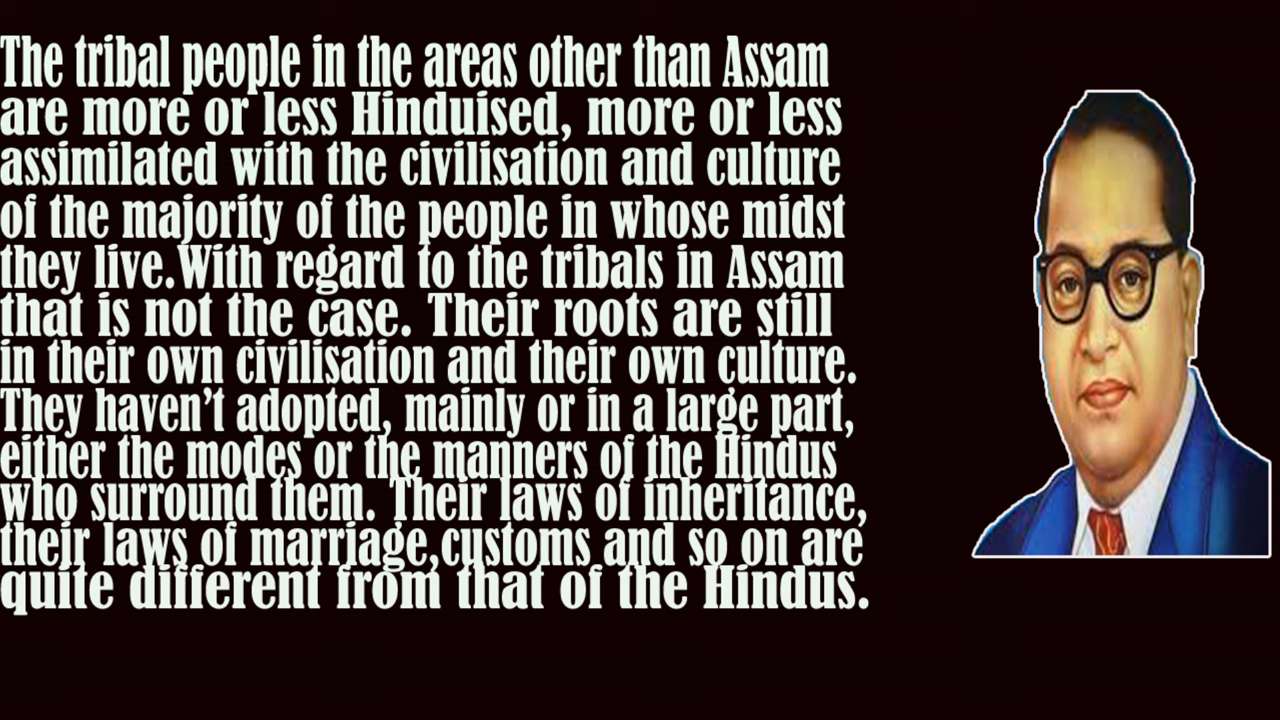 The tribal people in the areas other than Assam
are more or less Hinduised, more or less
assimilated with the civilisation and culture
of the majority of the people in whose midst
they live.With regard to the tribals in Assam
that is not the case. Their roots are still
in their own civilisation and their own culture.
They haven't adopted, mainly or in a large part,
either the modes or the manners of the Hindus
who surround them. Their laws of inheritance,
their laws of marriage,customs and so on are
quite different from that of the Hindus.